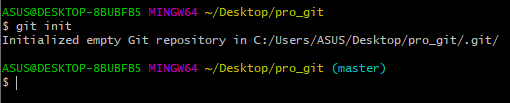 ASUS@DESKTOP-8BUBFB5 MINGW64 ~/Desktop/pro_git
$ git init
Initialized empty Git repository in C:/Users/ASUS/Desktop/pro_git/.git/
ASUS@DESKTOP-8BUBFB5 MINGW64 ~/Desktop/pro_git (master)
$